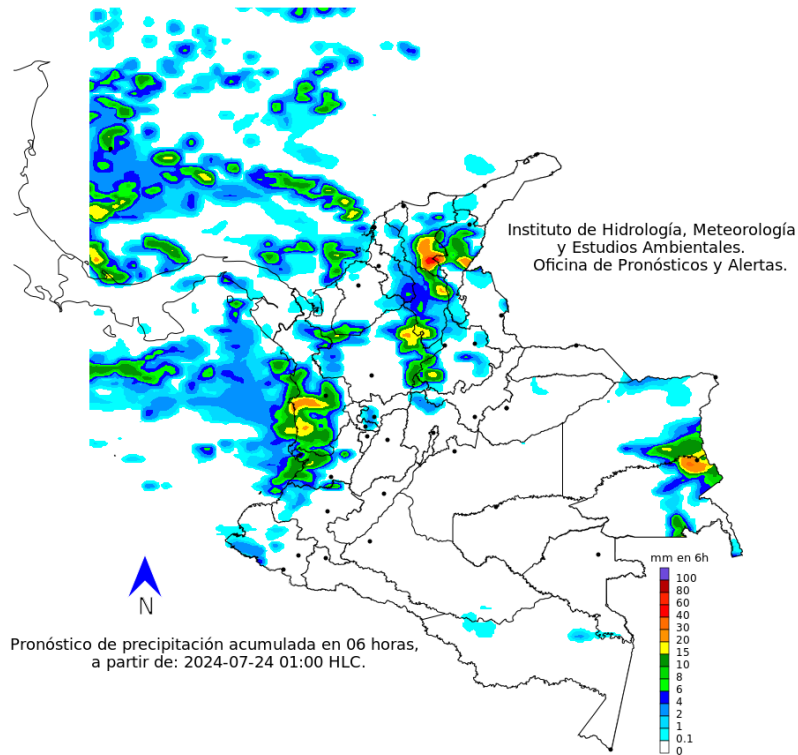 Instituto de Hidrología, Meteorología
y Estudios Ambientales.
Oficina de Pronósticos y Alertas.
mm en 6h
100
80
60
40
30
20
15
10
8
6
4
2
1
0.1
0
N
Pronóstico de precipitación acumulada en 06 horas,
a partir de: 2024-07-24 01:00 HLC.